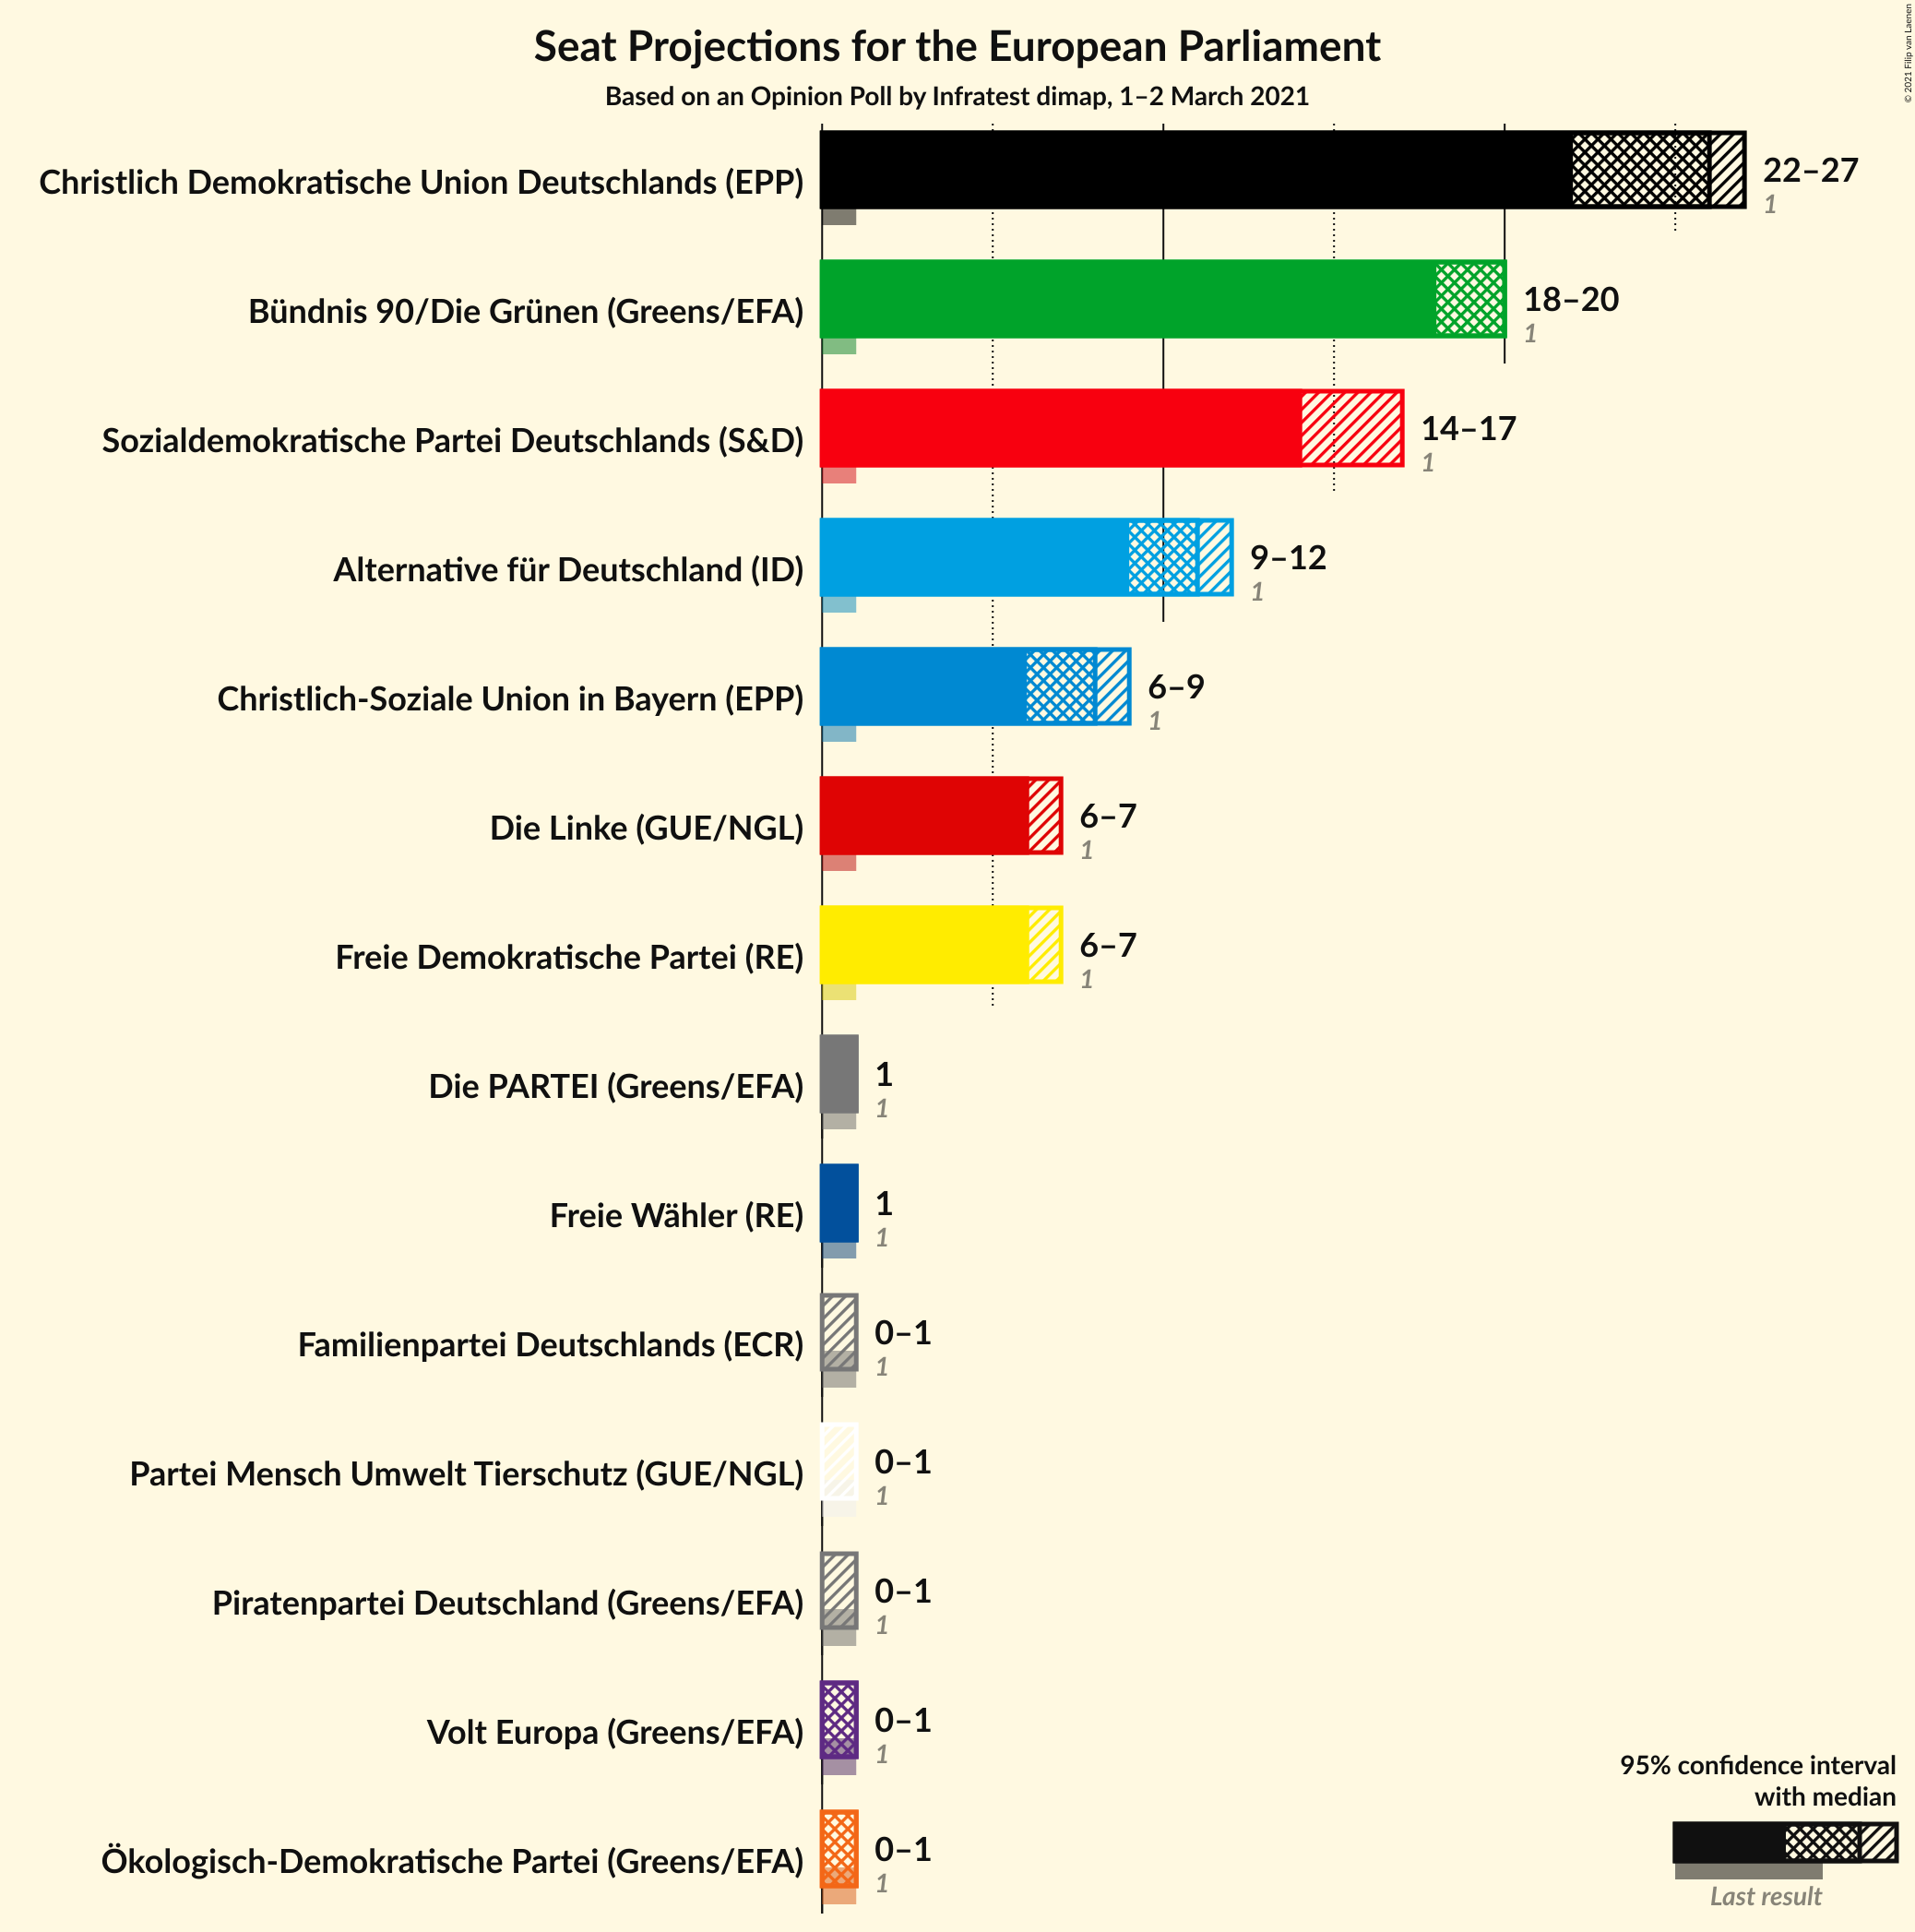 Seat Projections for the European Parliament
Based on an Opinion Poll by Infratest dimap, 1–2 March 2021
© 2021 Filip van Laenen
Christlich Demokratische Union Deutschlands (EPP)
22–27
1
Bündnis 90/Die Grünen (Greens/EFA)
18–20
1
Sozialdemokratische Partei Deutschlands (S&D)
14–17
1
Alternative für Deutschland (ID)
9–12
1
Christlich-Soziale Union in Bayern (EPP)
6–9
1
Die Linke (GUE/NGL)
6–7
1
Freie Demokratische Partei (RE)
6–7
1
Die PARTEI (Greens/EFA)
1
1
Freie Wähler (RE)
1
1
Familienpartei Deutschlands (ECR)
0–1
1
Partei Mensch Umwelt Tierschutz (GUE/NGL)
0–1
1
Piratenpartei Deutschland (Greens/EFA)
0–1
1
Volt Europa (Greens/EFA)
0–1
1
Ökologisch-Demokratische Partei (Greens/EFA)
0–1
1
95% confidence interval
with median
Last result